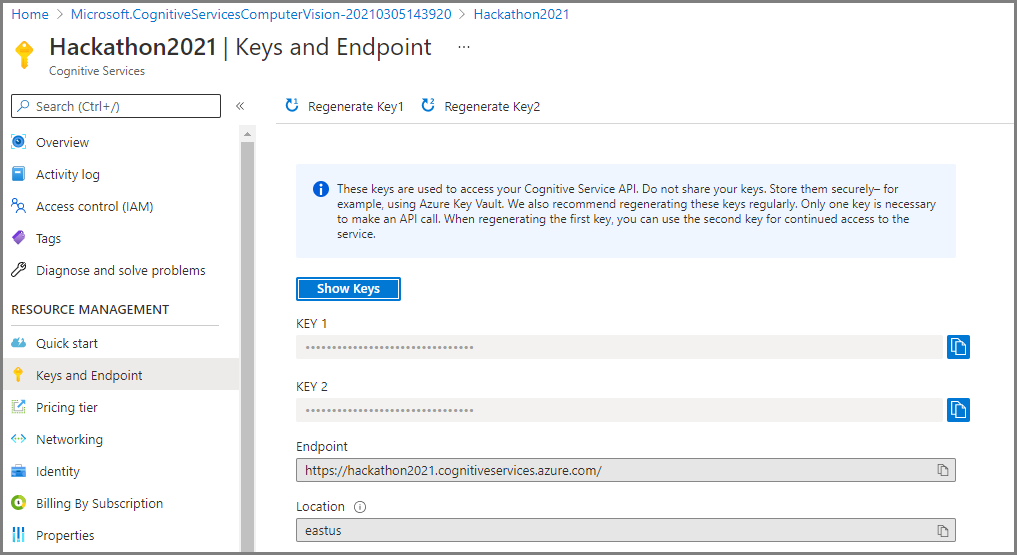 Home > Microsoft.CognitiveServicesComputerVision-20210305143920 > Hackathon2021
Hackathon2021 | Keys and Endpoint ...
Cognitive Services
Search (Ctrl+/)
«
Regenerate Key1
Regenerate Key2
Overview
Activity log
Access control (IAM)
Tags
Diagnose and solve problems
RESOURCE MANAGEMENT
Quick start
Keys and Endpoint
Pricing tier
Networking
Identity
Billing By Subscription
Properties
These keys are used to access your Cognitive Service API. Do not share your keys. Store them securely– for
example, using Azure Key Vault. We also recommend regenerating these keys regularly. Only one key is necessary
to make an API call. When regenerating the first key, you can use the second key for continued access to the
service.
Show Keys
KEY 1
••••••••••••••••••••••••••••••••
KEY 2
••••••••••••••••••••••••••••••••
Endpoint
https://hackathon2021.cognitiveservices.azure.com/
Location
eastus